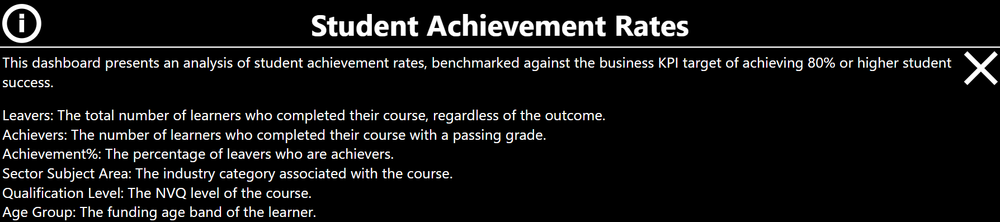 Student Achievement Rates
This dashboard presents an analysis of student achievement rates, benchmarked against the business KPI target of achieving 80% or higher student
success.
Leavers: The total number of learners who completed their course, regardless of the outcome.
Achievers: The number of learners who completed their course with a passing grade.
Achievement%: The percentage of leavers who are achievers.
Sector Subject Area: The industry category associated with the course.
Qualification Level: The NVQ level of the course.
Age Group: The funding age band of the learner.